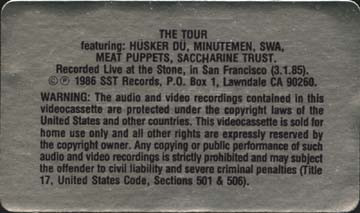 THE TOUR
featuring: HÜSKER DÜ, MINUTEMEN, SWA,
MEAT PUPPETS, SACCHARINE TRUST.
Recorded Live at the Stone, in San Francisco (3.1.85).
© ℗ 1986 SST Records, P.O. Box 1, Lawndale CA 90260.
WARNING: The audio and video recordings contained in this
videocassette are protected under the copyright laws of the
United States and other countries. This videocassette is sold for
home use only and all other rights are expressly reserved by
the copyright owner. Any copying or public performance of such
audio and video recordings is strictly prohibited and may subject
the offender to civil liability and severe criminal penalties (Title
17, United States Code, Sections 501 & 506).